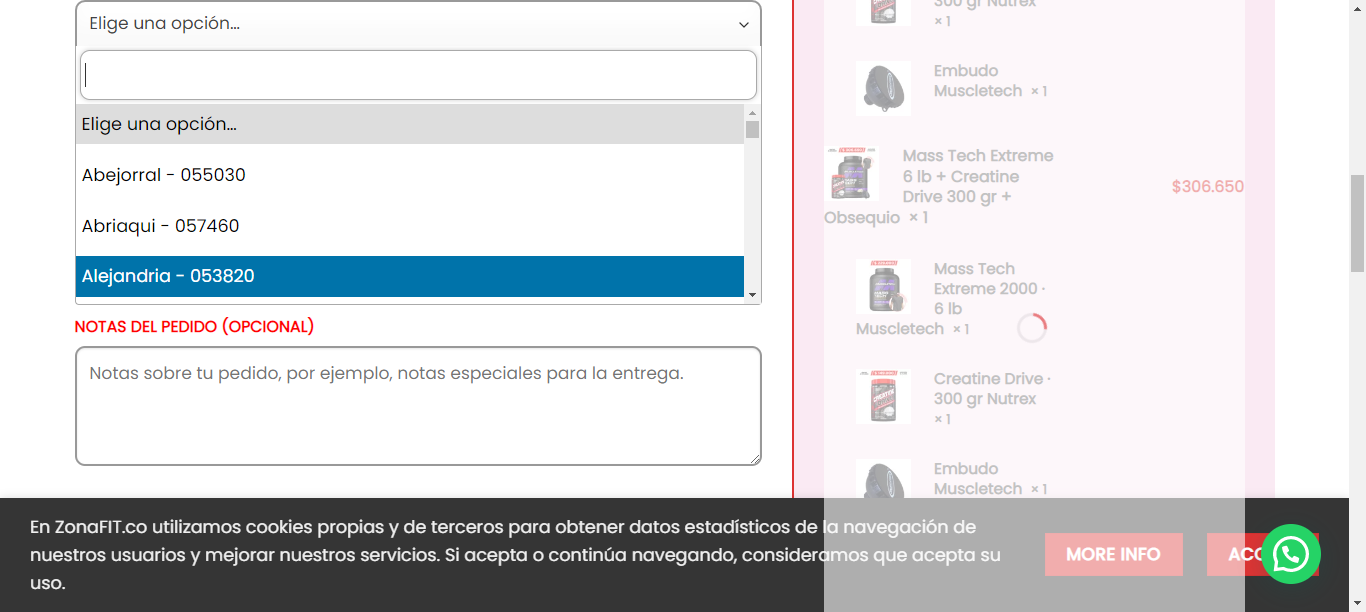 Elige una opción...
Elige una opción...
Abejorral - 055030
Abriaqui - 057460
Alejandria - 053820
NOTAS DEL PEDIDO (OPCIONAL)
Notas sobre tu pedido, por ejemplo, notas especiales para la entrega.
300 gr Nutrex
× 1
Embudo
Muscletech × 1
Mass Tech Extreme
6 lb + Creatine
Drive 300 gr +
Obsequio × 1
$306.650
Mass Tech
Extreme 2000 ·
6 lb
Muscletech × 1
Creatine Drive ·
300 gr Nutrex
× 1
Embudo
Muscletech × 1
En ZonaFIT.co utilizamos cookies propias y de terceros para obtener datos estadísticos de la navegación de
nuestros usuarios y mejorar nuestros servicios. Si acepta o continúa navegando, consideramos que acepta su
uso.
MORE INFO